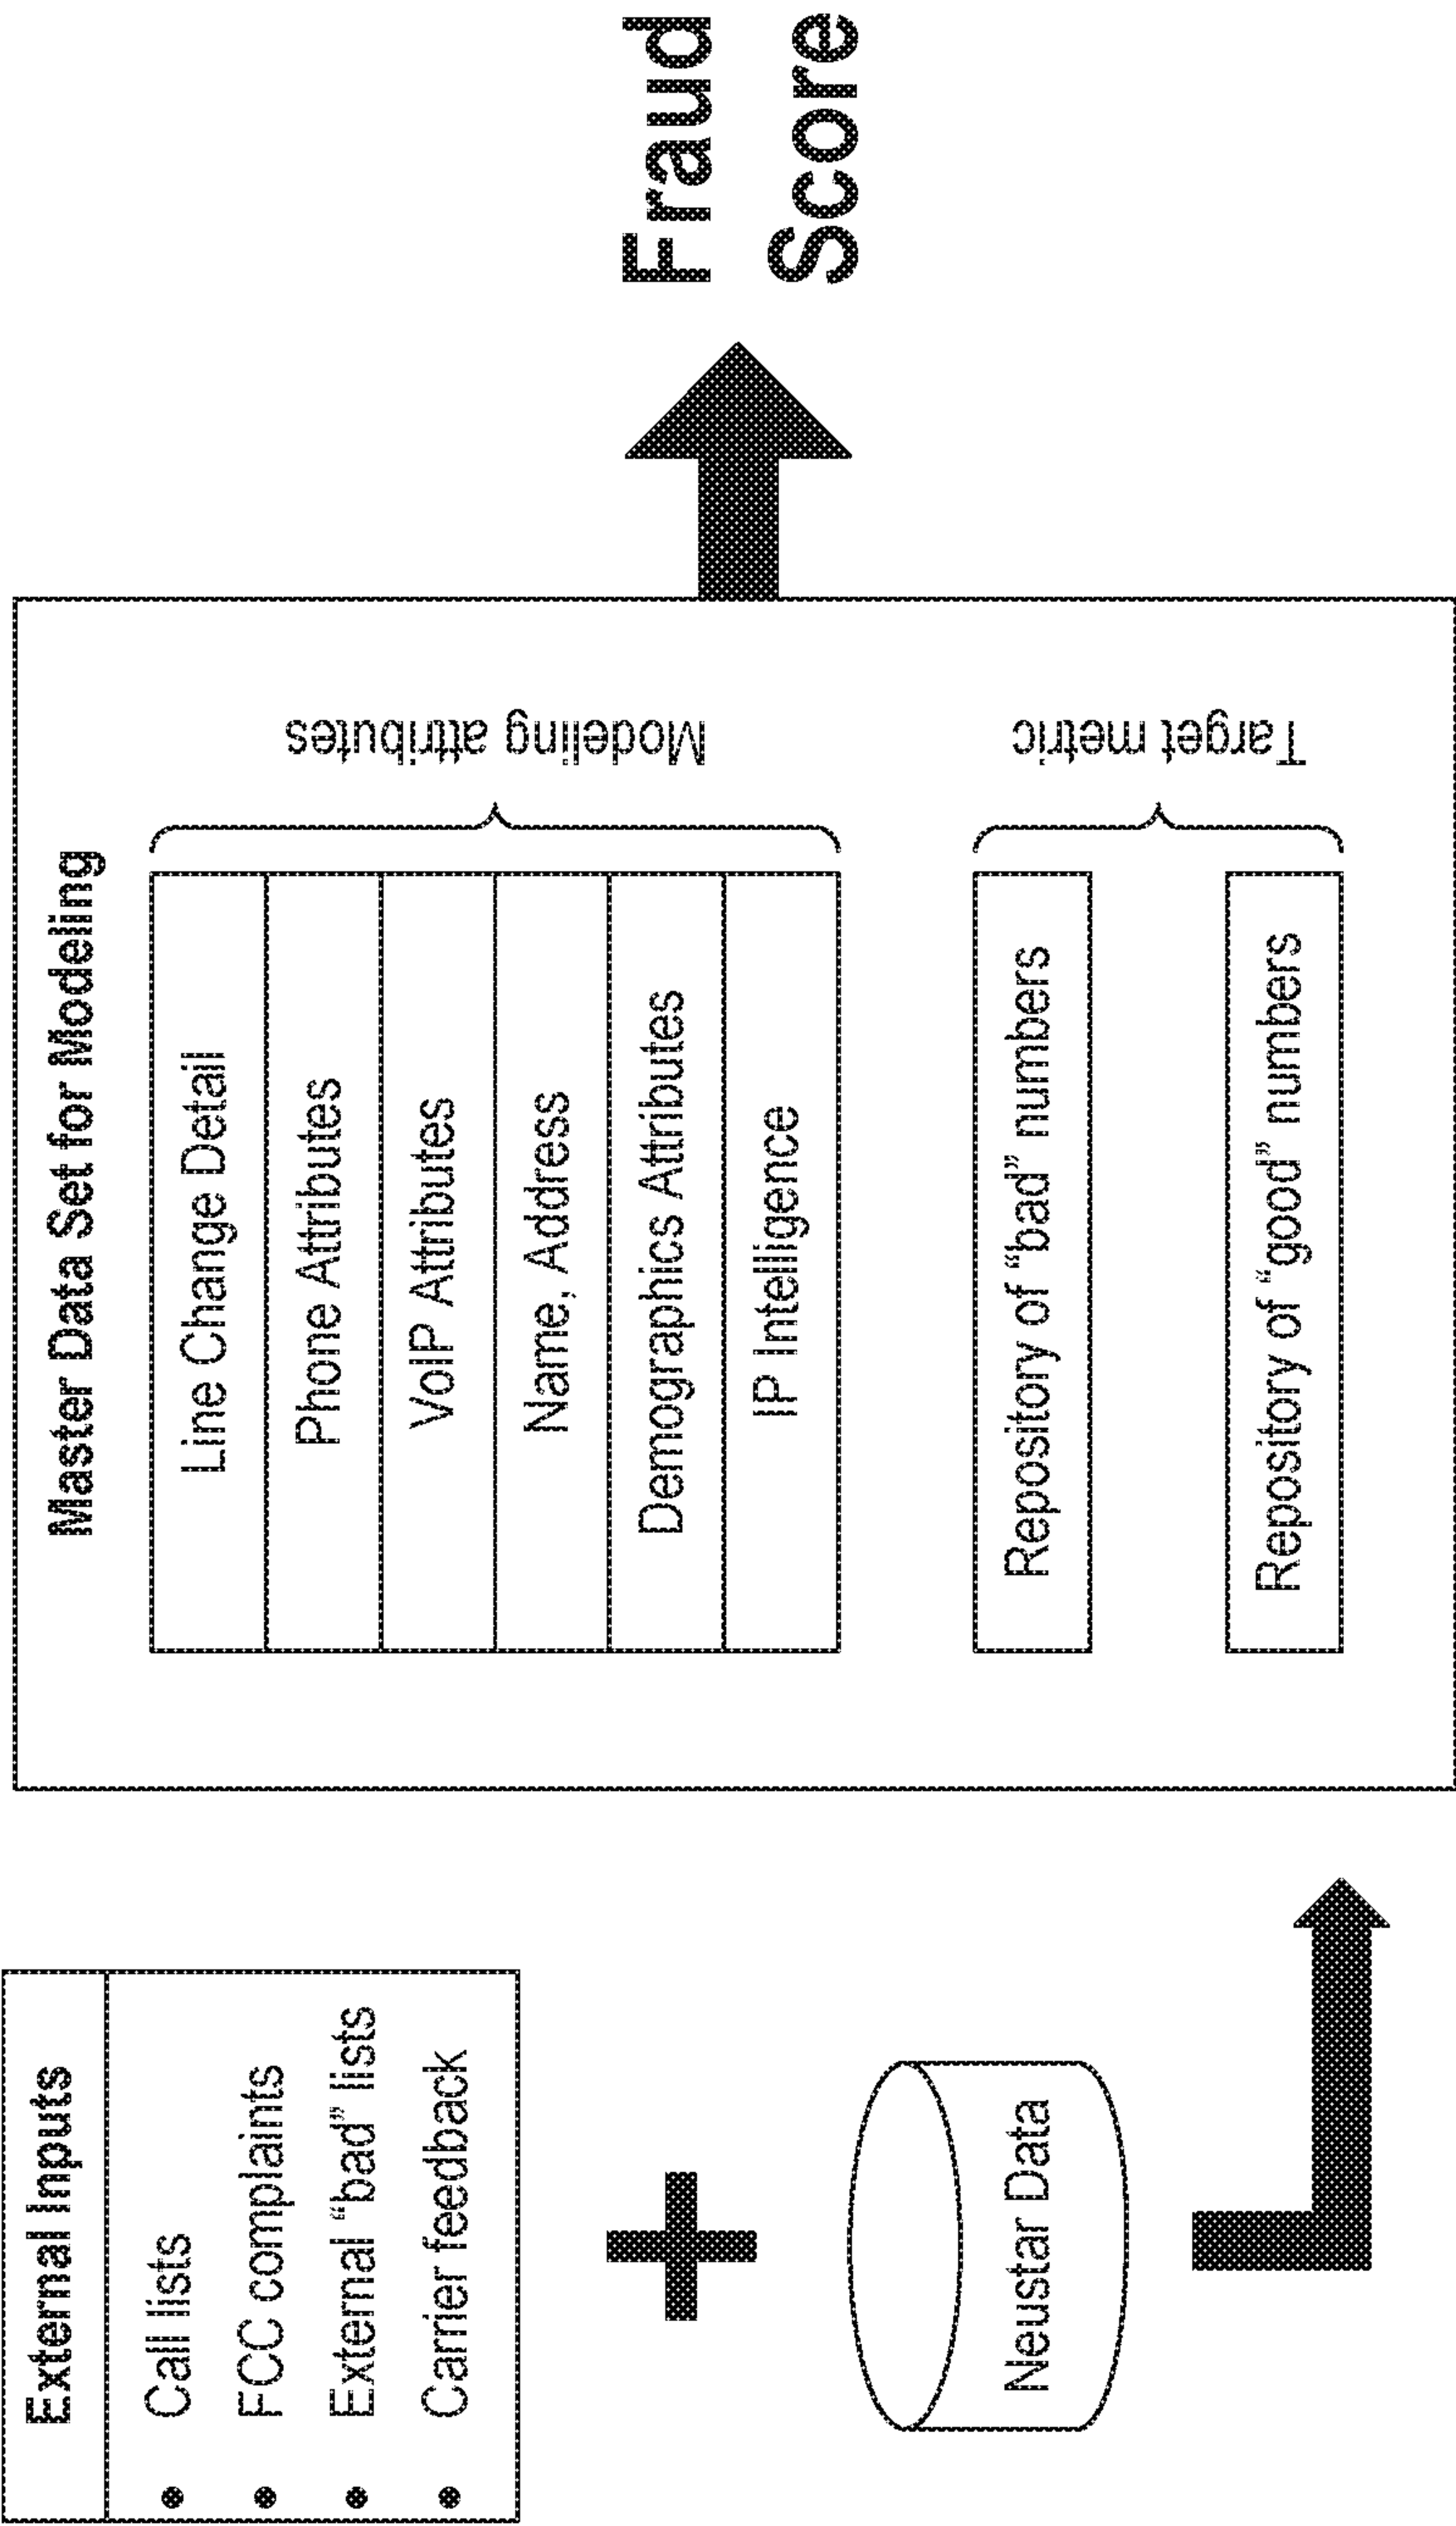 External Inputs
• Call lists
• FCC complaints
• External “bad” lists
• Carrier feedback
Neustar Data
Master Data Set for Modeling
Line Change Detail
Phone Attributes
VoIP Attributes
Name, Address
Demographics Attributes
IP Intelligence
Modeling attributes
Repository of “bad” numbers
Repository of “good” numbers
Target metric
Fraud
Score